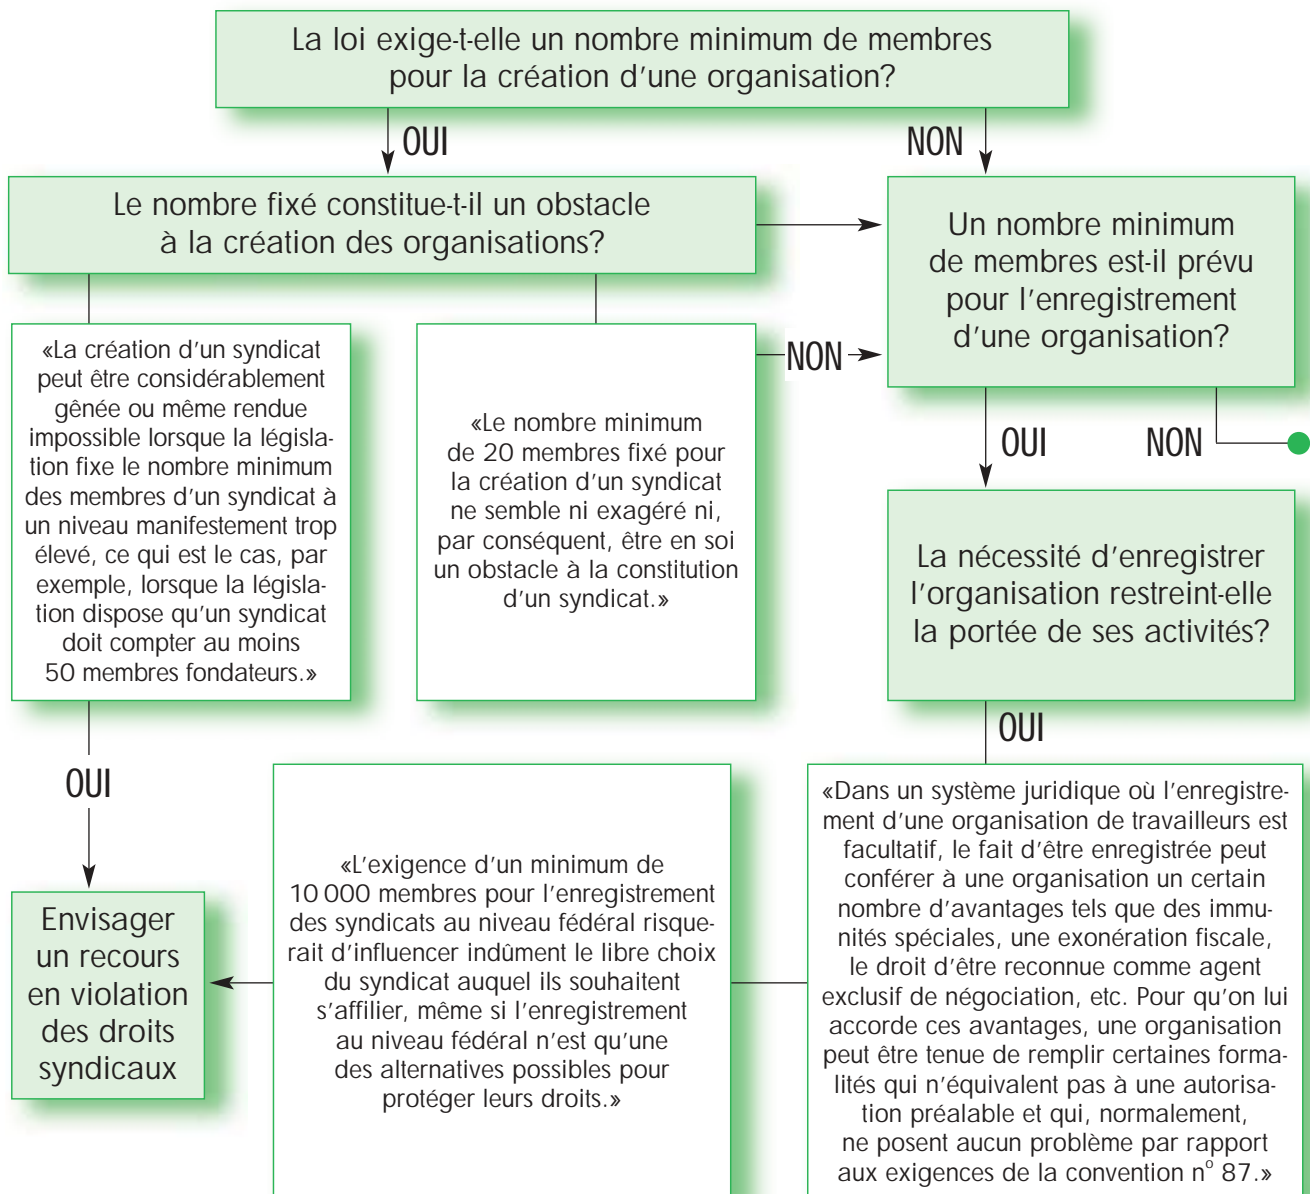 La loi exige-t-elle un nombre minimum de membres
pour la création d'une organisation?
OUI
NON
Le nombre fixé constitue-t-il un obstacle
à la création des organisations?
Un nombre minimum
de membres est-il prévu
pour l'enregistrement
d'une organisation?
«La création d'un syndicat
peut être considérablement
gênée ou même rendue
impossible lorsque la législa-
tion fixe le nombre minimum
des membres d'un syndicat à
un niveau manifestement trop
élevé, ce qui est le cas, par
exemple, lorsque la législa-
tion dispose qu'un syndicat
doit compter au moins
50 membres fondateurs.»
«Le nombre minimum
de 20 membres fixé pour
la création d'un syndicat
ne semble ni exagéré ni,
par conséquent, être en soi
un obstacle à la constitution
d'un syndicat.»
NON
OUI
NON
La nécessité d'enregistrer
l'organisation restreint-elle
la portée de ses activités?
OUI
OUI
Envisager
un recours
en violation
des droits
syndicaux
«L'exigence d'un minimum de
10 000 membres pour l'enregistrement
des syndicats au niveau fédéral risque-
rait d'influencer indûment le libre choix
du syndicat auquel ils souhaitent
s'affilier, même si l'enregistrement
au niveau fédéral n'est qu'une
des alternatives possibles pour
protéger leurs droits.»
«Dans un système juridique où l'enregistre-
ment d'une organisation de travailleurs est
facultatif, le fait d'être enregistrée peut
conférer à une organisation un certain
nombre d'avantages tels que des immu-
nités spéciales, une exonération fiscale,
le droit d'être reconnue comme agent
exclusif de négociation, etc. Pour qu'on lui
accorde ces avantages, une organisation
peut être tenue de remplir certaines forma-
lités qui n'équivalent pas à une autorisa-
tion préalable et qui, normalement,
ne posent aucun problème par rapport
aux exigences de la convention n° 87.»